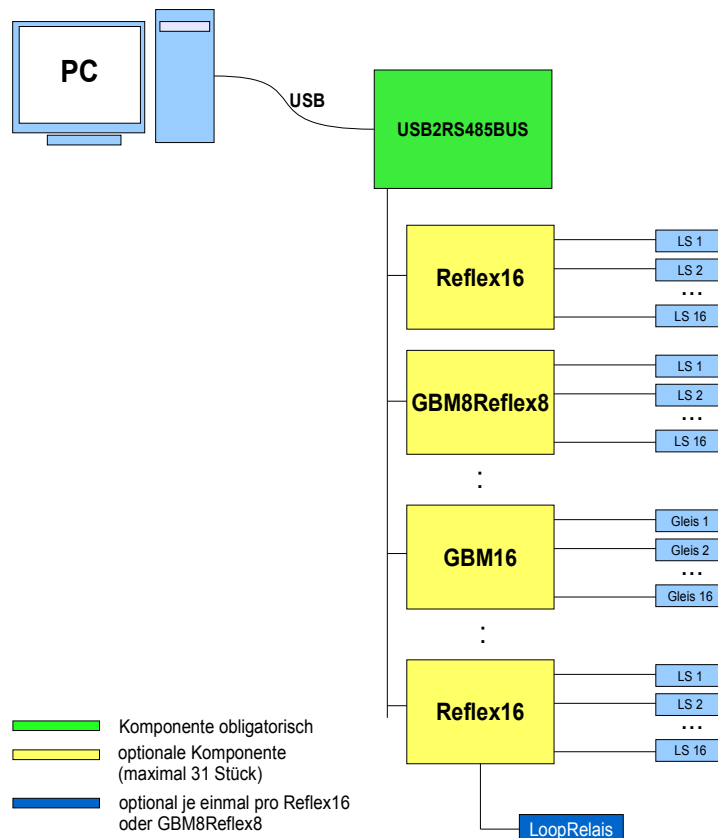 PC
USB
USB2RS485BUS
Reflex16
LS 1
LS 2
...
LS 16
GBM8Reflex8
LS 1
LS 2
...
LS 16
:
GBM16
Gleis 1
Gleis 2
...
Gleis 16
:
Reflex16
LS 1
LS 2
...
LS 16
Komponente obligatorisch
optionale Komponente
(maximal 31 Stück)
optional je einmal pro Reflex16
oder GBM8Reflex8
LoopRelais